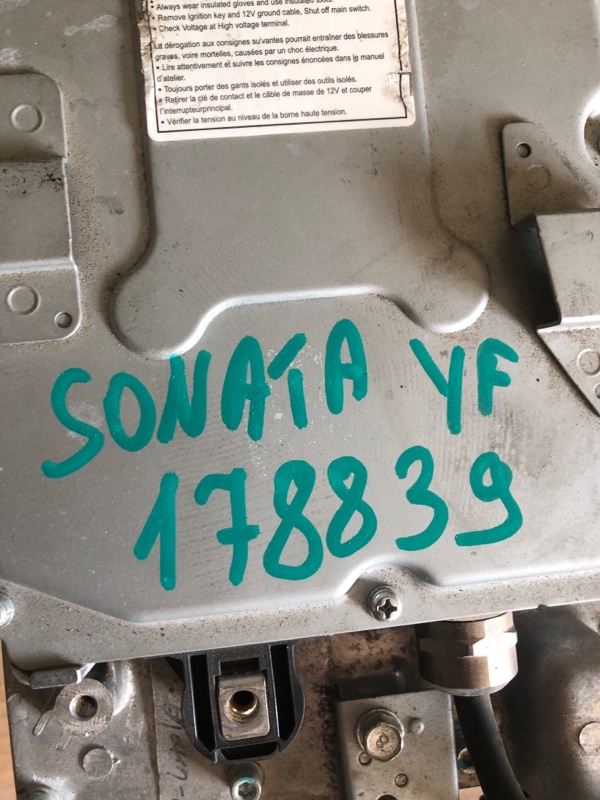 • Always wear insulated gloves and use insulated tools.
• Remove Ignition key and 12V ground cable, Shut off main switch.
• Check Voltage at High voltage terminal.
La dérogation aux consignes suivantes pourrait entraîner des blessures
graves, voire mortelles, causées par un choc électrique.
• Lire attentivement et suivre les consignes énoncées dans le manuel
d'atelier.
• Toujours porter des gants isolés et utiliser des outils isolés.
• Retirer la clé de contact et le câble de masse de 12V et couper
l'interrupteurprincipal.
• Vérifier la tension au niveau de la borne haute tension.
SONATA YF
178839
8